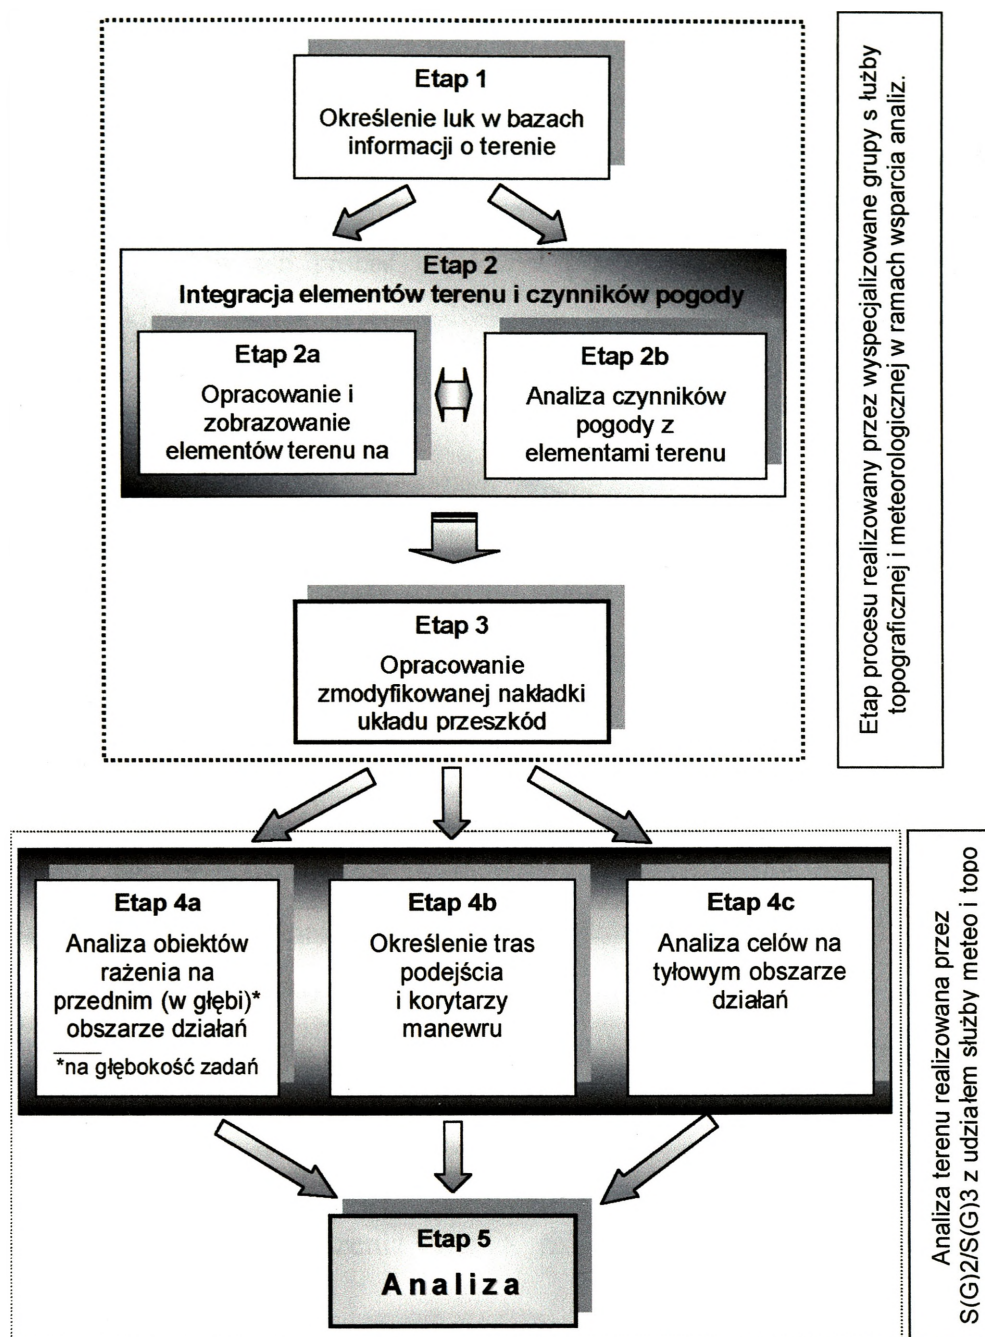 Etap 1
Określenie luk w bazach
informacji o terenie
Etap 2
Integracja elementów terenu i czynników pogody
Etap 2a
Opracowanie i
zobrazowanie
elementów terenu na
Etap 2b
Analiza czynników
pogody z
elementami terenu
Etap 3
Opracowanie
zmodyfikowanej nakładki
układu przeszkód
Etap procesu realizowany przez wyspecjalizowane grupy s łużby
topograficznej i meteorologicznej w ramach wsparcia analiz.
Etap 4a
Analiza obiektów
rażenia na
przednim (w głębi)*
obszarze działań
*na głębokość zadań
Etap 4b
Określenie tras
podejścia
i korytarzy
manewru
Etap 4c
Analiza celów na
tyłowym obszarze
działań
Etap 5
Analiza
Analiza terenu realizowana przez
S(G)2/S(G)3 z udziałem służby meteo i topo